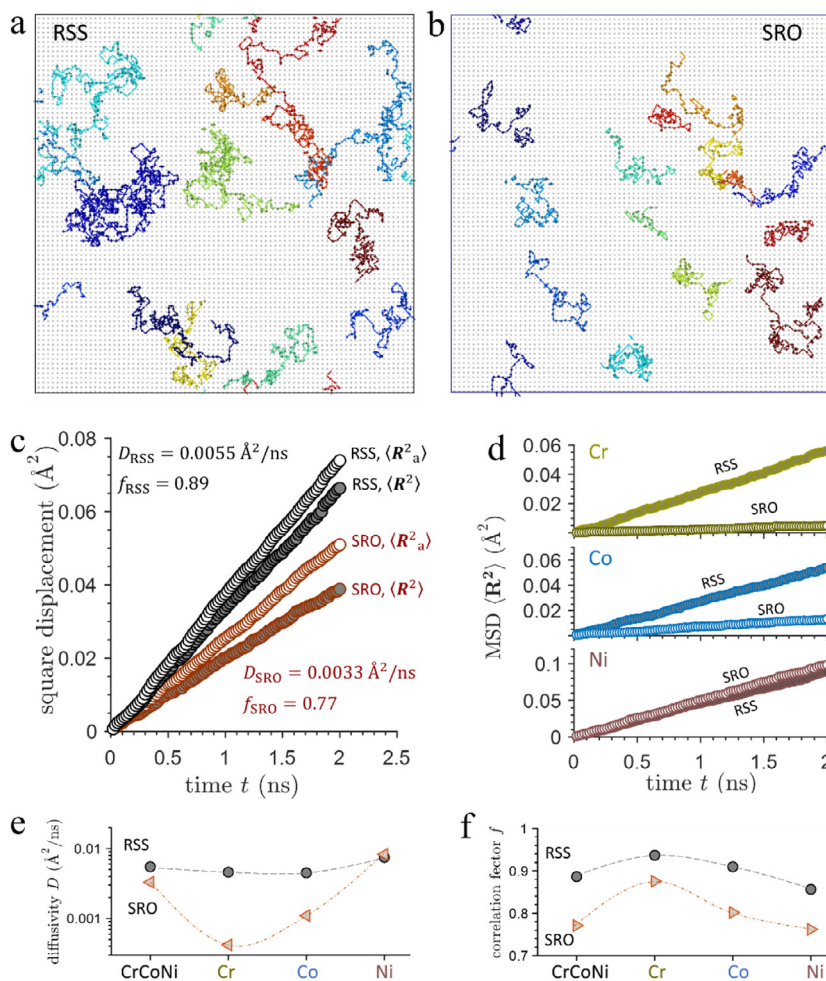 a
RSS
b
SRO
c
0.08
0.06
0.04
0.02
0
square displacement (Å²)
D_RSS = 0.0055 Å²/ns
f_RSS = 0.89
RSS, ⟨R²ₐ⟩
RSS, ⟨R²⟩
SRO, ⟨R²ₐ⟩
SRO, ⟨R²⟩
D_SRO = 0.0033 Å²/ns
f_SRO = 0.77
0 0.5 1 1.5 2 2.5
time t (ns)
d
Cr
0.06
0.04
0.02
RSS
SRO
Co
0.06
0.04
0.02
RSS
SRO
Ni
0.1
0.05
0
SRO
RSS
MSD ⟨R²⟩ (Å²)
0 0.5 1 1.5 2
time t (ns)
e
diffusivity D (Å²/ns)
0.01
0.001
RSS
SRO
CrCoNi Cr Co Ni
f
correlation fector f
1
0.9
0.8
0.7
RSS
SRO
CrCoNi Cr Co Ni